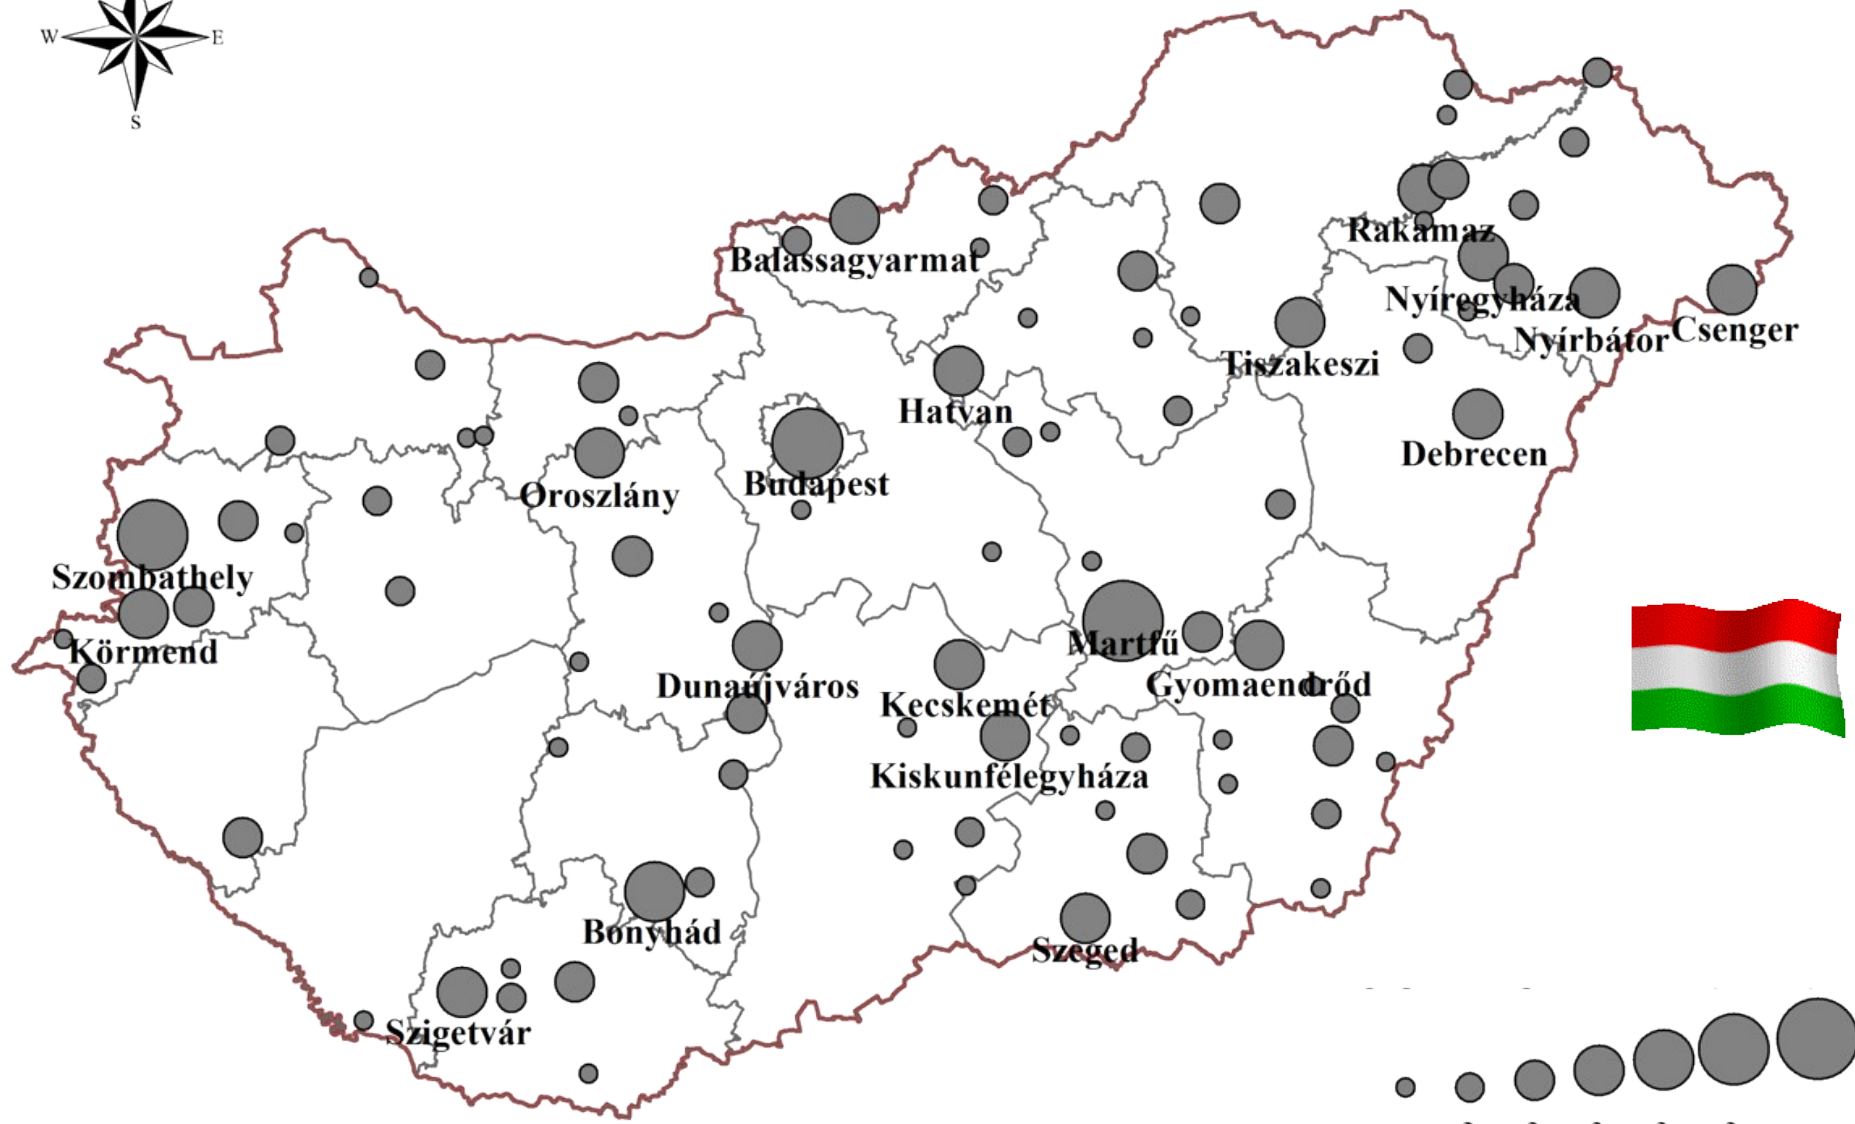 W E
S
Rakamaz
Balassagyarmat
Nyíregyháza
Nyírbátor
Csenger
Tiszakeszi
Hatvan
Debrecen
Budapest
Oroszlány
Szombathely
Martfű
Körmend
Dunaújváros
Gyomaendrőd
Kecskemét
Kiskunfélegyháza
Bonyhád
Szeged
Szigetvár